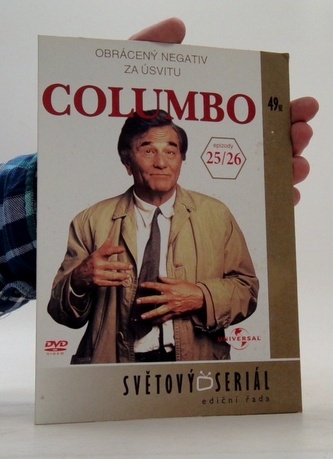 OBRÁCENÝ NEGATIV
ZA ÚSVITU
COLUMBO
49Kč
epizody
25/26
DVD
VIDEO
UNIVERSAL
SVĚTOVÝ SERIÁL
ediční řada